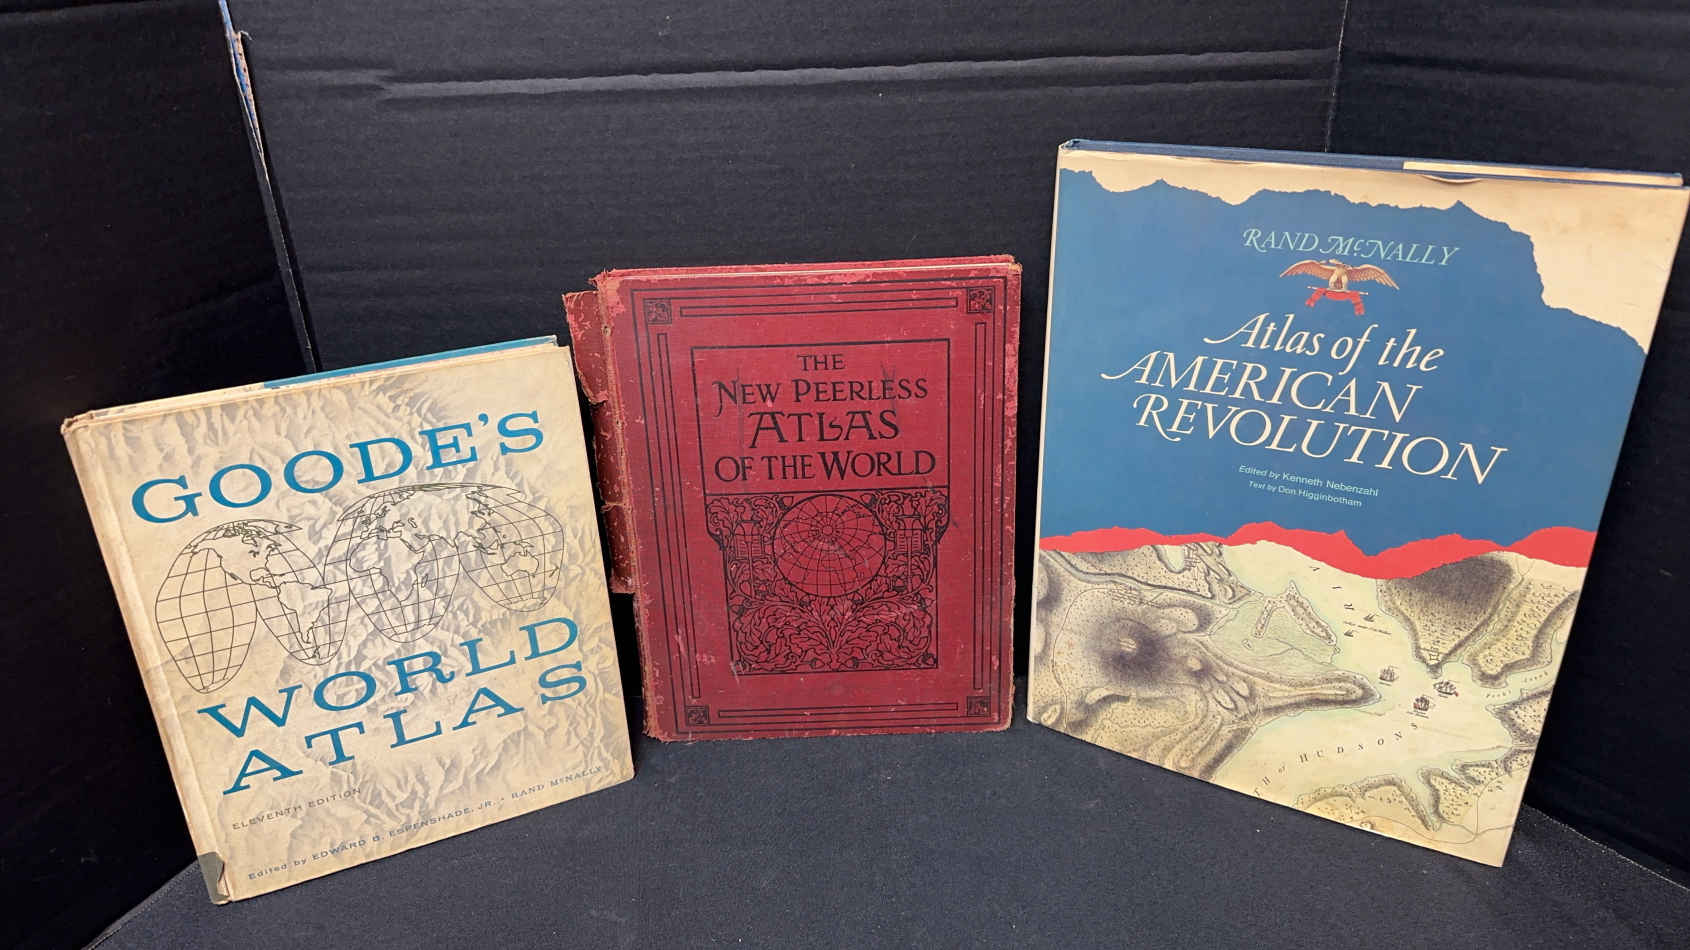 GOODE'S
WORLD
ATLAS
ELEVENTH EDITION
Edited by EDWARD B. ESPENSHADE, JR. • RAND McNALLY
THE
NEW PEERLESS
ATLAS
OF THE WORLD
RAND McNALLY
Atlas of the
AMERICAN
REVOLUTION
Edited by Kenneth Nebenzahl
Text by Don Higginbotham
of HUDSONS